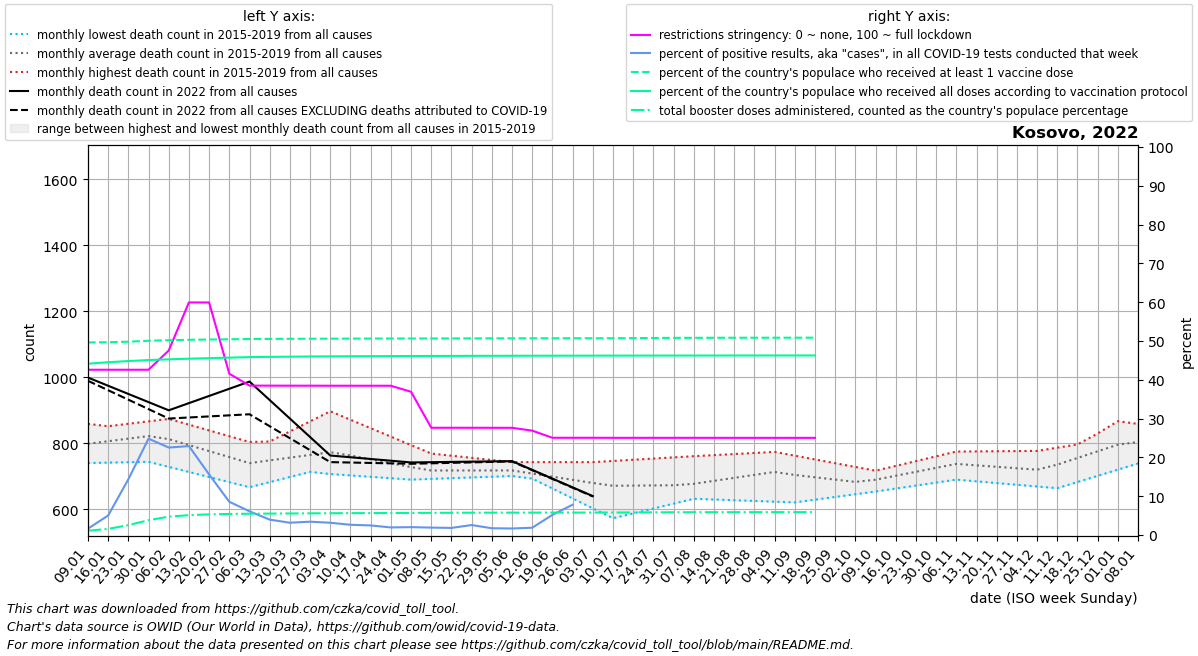 left Y axis:
monthly lowest death count in 2015-2019 from all causes
monthly average death count in 2015-2019 from all causes
monthly highest death count in 2015-2019 from all causes
monthly death count in 2022 from all causes
monthly death count in 2022 from all causes EXCLUDING deaths attributed to COVID-19
range between highest and lowest monthly death count from all causes in 2015-2019
right Y axis:
restrictions stringency: 0 ~ none, 100 ~ full lockdown
percent of positive results, aka "cases", in all COVID-19 tests conducted that week
percent of the country's populace who received at least 1 vaccine dose
percent of the country's populace who received all doses according to vaccination protocol
total booster doses administered, counted as the country's populace percentage
Kosovo, 2022
count
1600
1400
1200
1000
800
600
100
90
80
70
60
50
40
30
20
10
0
percent
09.01 16.01 23.01 30.01 06.02 13.02 20.02 27.02 06.03 13.03 20.03 27.03 03.04 10.04 17.04 24.04 01.05 08.05 15.05 22.05 29.05 05.06 12.06 19.06 26.06 03.07 10.07 17.07 24.07 31.07 07.08 14.08 21.08 28.08 04.09 11.09 18.09 25.09 02.10 09.10 16.10 23.10 30.10 06.11 13.11 20.11 27.11 04.12 11.12 18.12 25.12 01.01 08.01
date (ISO week Sunday)
This chart was downloaded from https://github.com/czka/covid_toll_tool.
Chart's data source is OWID (Our World in Data), https://github.com/owid/covid-19-data.
For more information about the data presented on this chart please see https://github.com/czka/covid_toll_tool/blob/main/README.md.